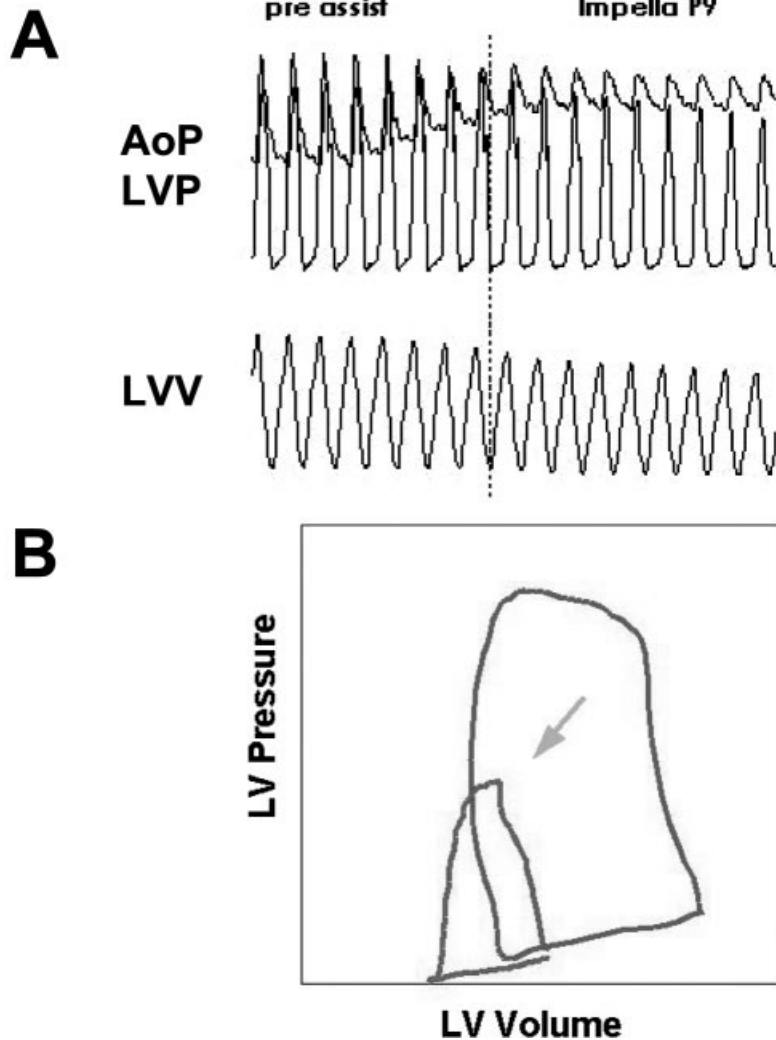 A
pre assist
Impella P9
AoP
LVP
LVV
B
LV Pressure
LV Volume